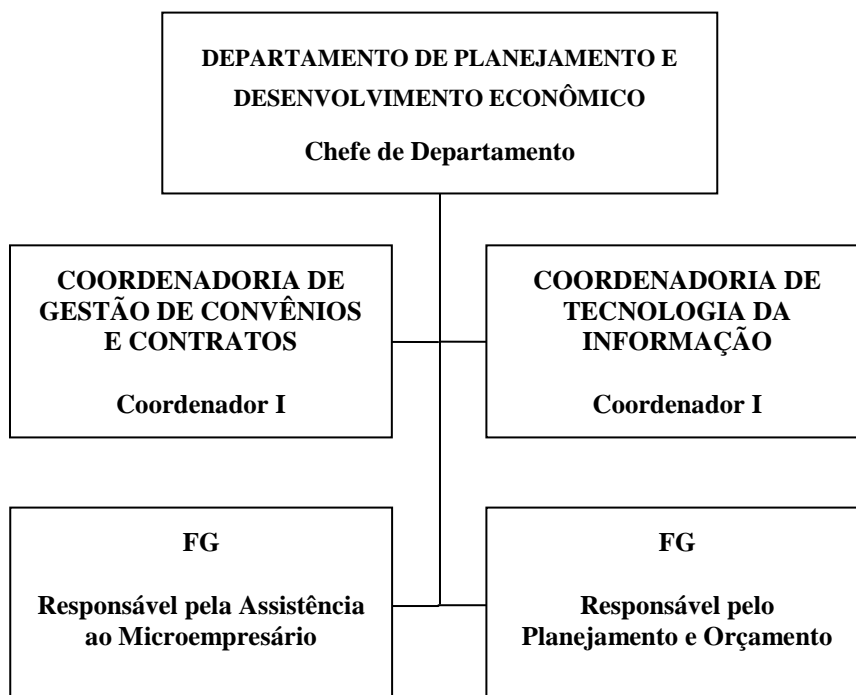 DEPARTAMENTO DE PLANEJAMENTO E
DESENVOLVIMENTO ECONÔMICO
Chefe de Departamento
COORDENADORIA DE
GESTÃO DE CONVÊNIOS
E CONTRATOS
Coordenador I
COORDENADORIA DE
TECNOLOGIA DA
INFORMAÇÃO
Coordenador I
FG
Responsável pela Assistência
ao Microempresário
FG
Responsável pelo
Planejamento e Orçamento